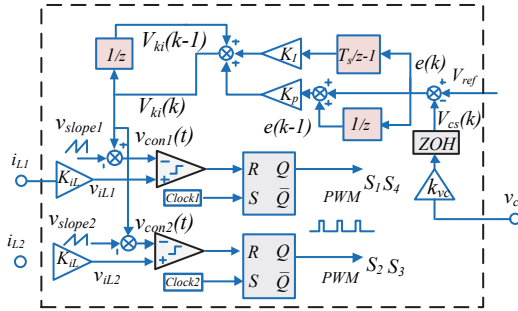 1/z
V_ki(k-1)
K_I
T_s/z-1
e(k)
V_ref
V_ki(k)
K_p
1/z
e(k-1)
V_cs(k)
ZOH
k_vc
v_c
v_slope1
v_con1(t)
i_L1
K_iL
v_iL1
R Q
S Q̄
Clock1
PWM
S_1 S_4
v_slope2
v_con2(t)
i_L2
K_iL
v_iL2
R Q
S Q̄
Clock2
PWM
S_2 S_3